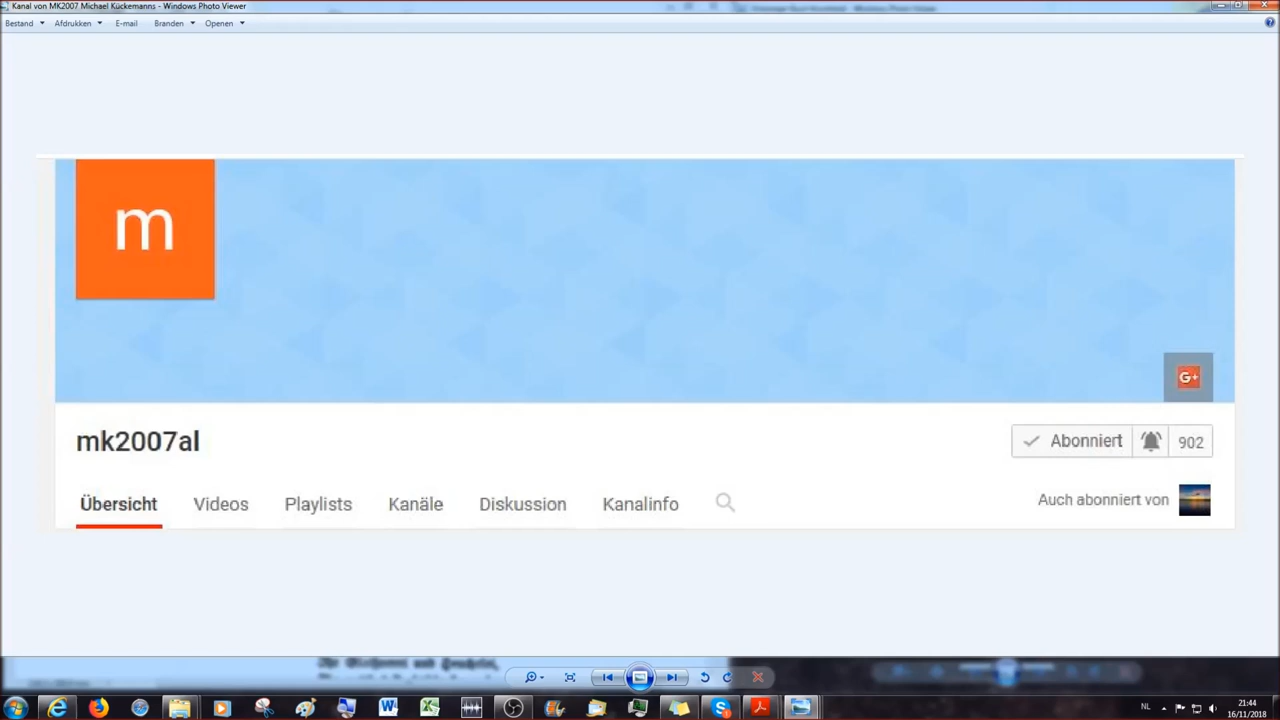 Kanal von MK2007 Michael Kückemanns - Windows Photo Viewer
Bestand Afdrukken E-mail Branden Openen
m
G+
mk2007al
Abonniert 902
Übersicht Videos Playlists Kanäle Diskussion Kanalinfo
Auch abonniert von
NL
21:44
16/11/2018